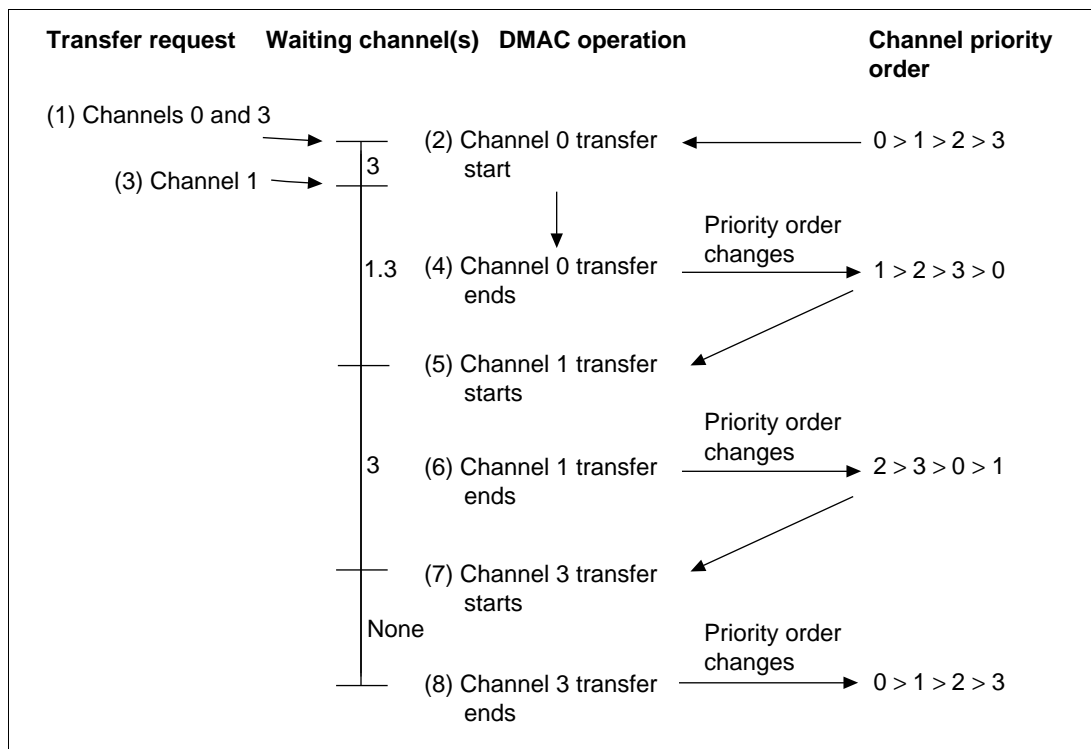 Transfer request Waiting channel(s) DMAC operation Channel priority
order
(1) Channels 0 and 3
(2) Channel 0 transfer
start
0 > 1 > 2 > 3
3
(3) Channel 1
Priority order
changes
1.3
(4) Channel 0 transfer
ends
1 > 2 > 3 > 0
(5) Channel 1 transfer
starts
Priority order
changes
3
(6) Channel 1 transfer
ends
2 > 3 > 0 > 1
(7) Channel 3 transfer
starts
None
Priority order
changes
(8) Channel 3 transfer
ends
0 > 1 > 2 > 3